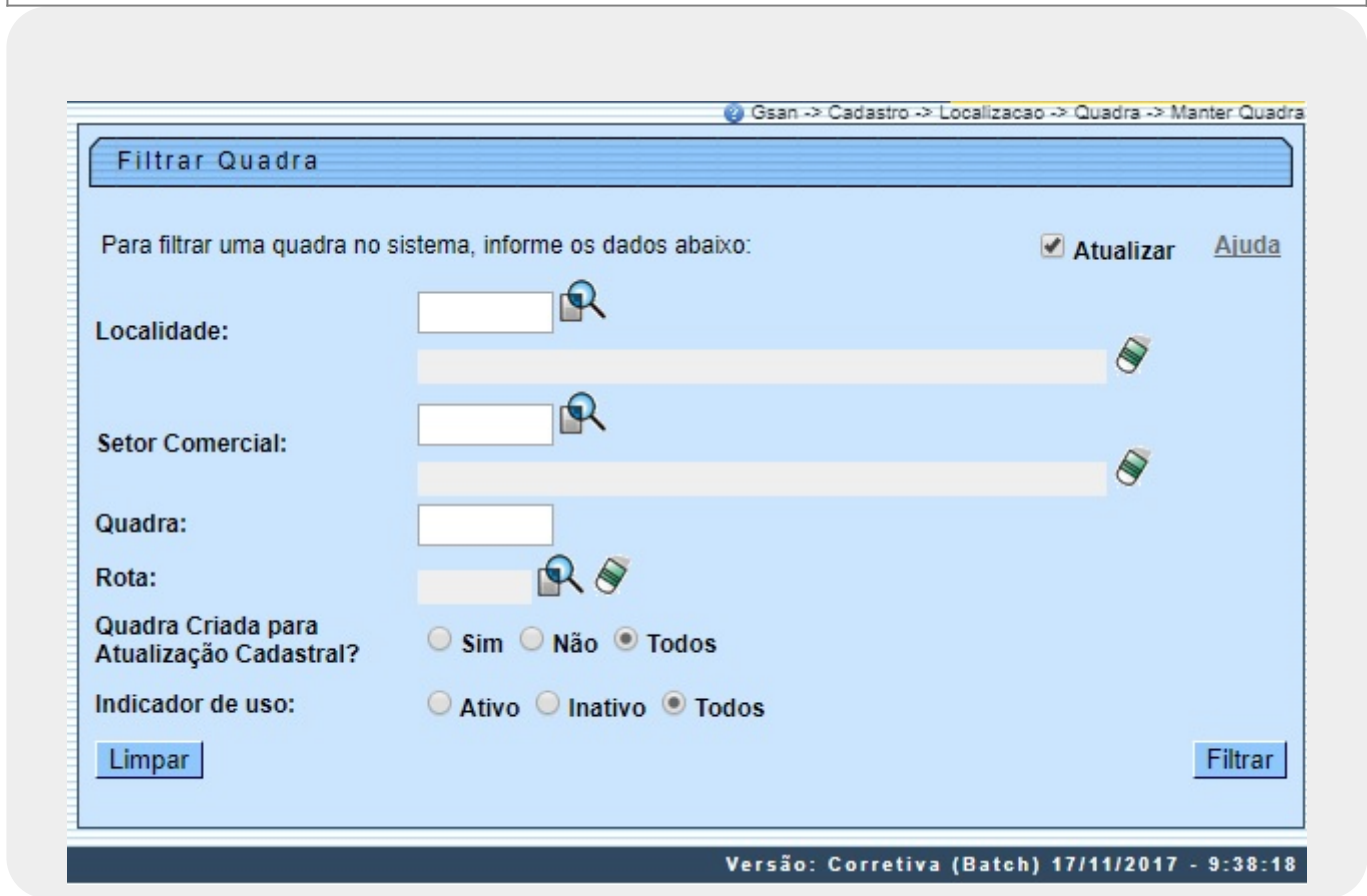 Gsan -> Cadastro -> Localizacao -> Quadra -> Manter Quadra
Filtrar Quadra
Para filtrar uma quadra no sistema, informe os dados abaixo: Atualizar Ajuda
Localidade:
Setor Comercial:
Quadra:
Rota:
Quadra Criada para
Atualização Cadastral? Sim Não Todos
Indicador de uso: Ativo Inativo Todos
Limpar Filtrar
Versão: Corretiva (Batch) 17/11/2017 - 9:38:18